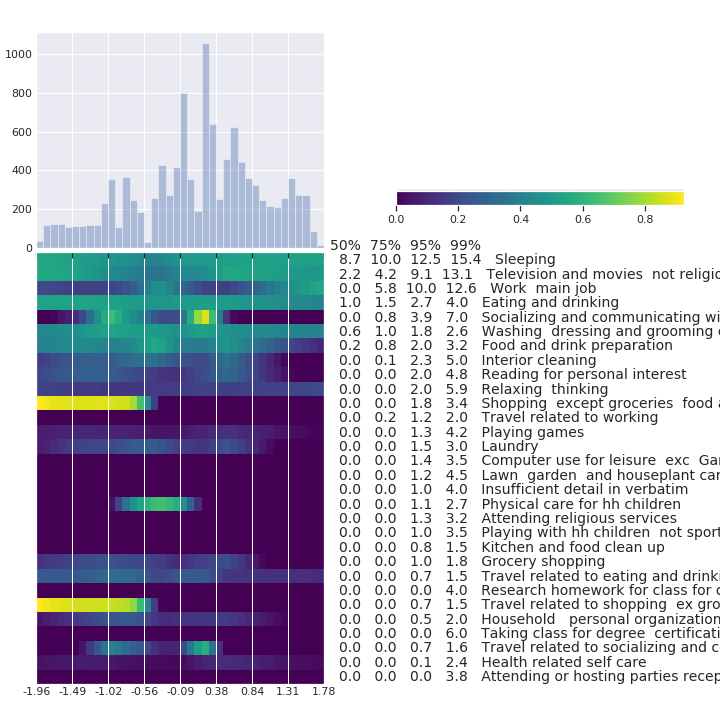 1000
800
600
400
200
0
0.0 0.2 0.4 0.6 0.8
50% 75% 95% 99%
8.7 10.0 12.5 15.4 Sleeping
2.2 4.2 9.1 13.1 Television and movies not religio
0.0 5.8 10.0 12.6 Work main job
1.0 1.5 2.7 4.0 Eating and drinking
0.0 0.8 3.9 7.0 Socializing and communicating wi
0.6 1.0 1.8 2.6 Washing dressing and grooming o
0.2 0.8 2.0 3.2 Food and drink preparation
0.0 0.1 2.3 5.0 Interior cleaning
0.0 0.0 2.0 4.8 Reading for personal interest
0.0 0.0 2.0 5.9 Relaxing thinking
0.0 0.0 1.8 3.4 Shopping except groceries food a
0.0 0.2 1.2 2.0 Travel related to working
0.0 0.0 1.3 4.2 Playing games
0.0 0.0 1.5 3.0 Laundry
0.0 0.0 1.4 3.5 Computer use for leisure exc Gam
0.0 0.0 1.2 4.5 Lawn garden and houseplant car
0.0 0.0 1.0 4.0 Insufficient detail in verbatim
0.0 0.0 1.1 2.7 Physical care for hh children
0.0 0.0 1.3 3.2 Attending religious services
0.0 0.0 1.0 3.5 Playing with hh children not sport
0.0 0.0 0.8 1.5 Kitchen and food clean up
0.0 0.0 1.0 1.8 Grocery shopping
0.0 0.0 0.7 1.5 Travel related to eating and drinki
0.0 0.0 0.0 4.0 Research homework for class for d
0.0 0.0 0.7 1.5 Travel related to shopping ex gro
0.0 0.0 0.5 2.0 Household personal organization
0.0 0.0 0.0 6.0 Taking class for degree certificati
0.0 0.0 0.7 1.6 Travel related to socializing and c
0.0 0.0 0.1 2.4 Health related self care
0.0 0.0 0.0 3.8 Attending or hosting parties recep
-1.96 -1.49 -1.02 -0.56 -0.09 0.38 0.84 1.31 1.78